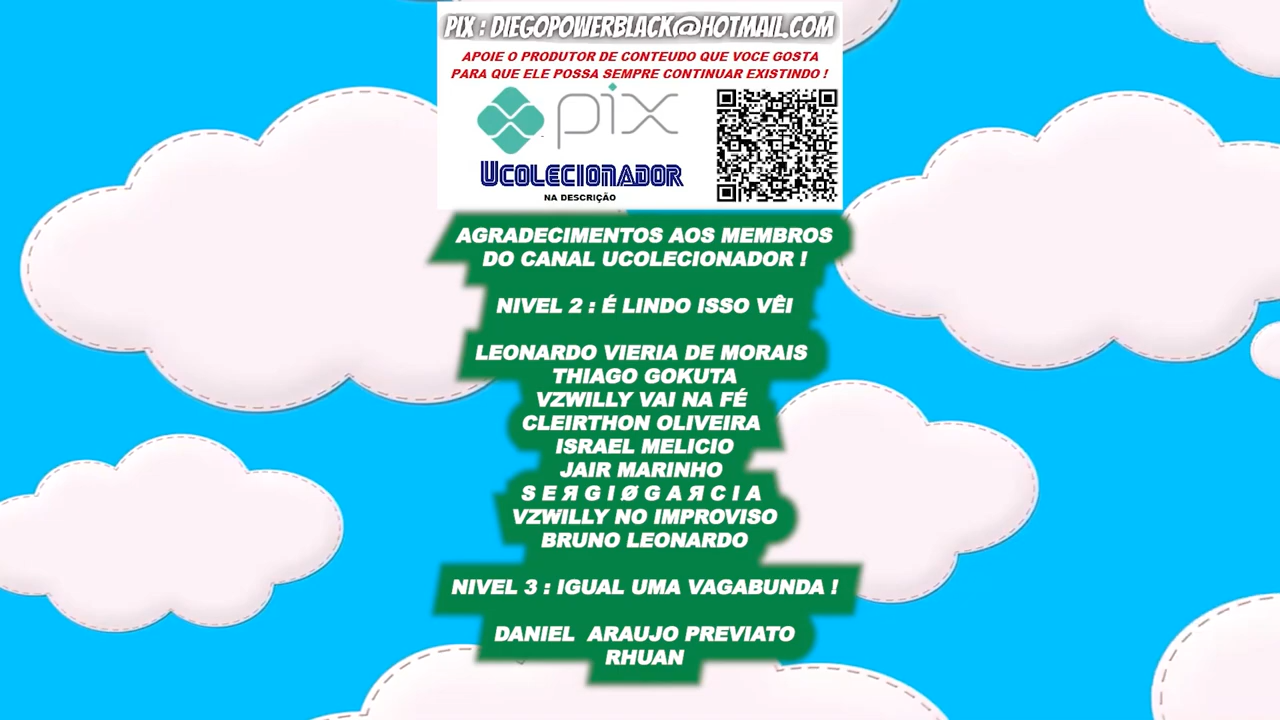 PIX : DIEGOPOWERBLACK@HOTMAIL.COM
APOIE O PRODUTOR DE CONTEUDO QUE VOCE GOSTA
PARA QUE ELE POSSA SEMPRE CONTINUAR EXISTINDO !
pix
UCOLECIONADOR
NA DESCRIÇÃO
AGRADECIMENTOS AOS MEMBROS
DO CANAL UCOLECIONADOR !
NIVEL 2 : É LINDO ISSO VÊI
LEONARDO VIERIA DE MORAIS
THIAGO GOKUTA
VZWILLY VAI NA FÉ
CLEIRTHON OLIVEIRA
ISRAEL MELICIO
JAIR MARINHO
S E Я G I Ø G A Я C I A
VZWILLY NO IMPROVISO
BRUNO LEONARDO
NIVEL 3 : IGUAL UMA VAGABUNDA !
DANIEL  ARAUJO PREVIATO
RHUAN